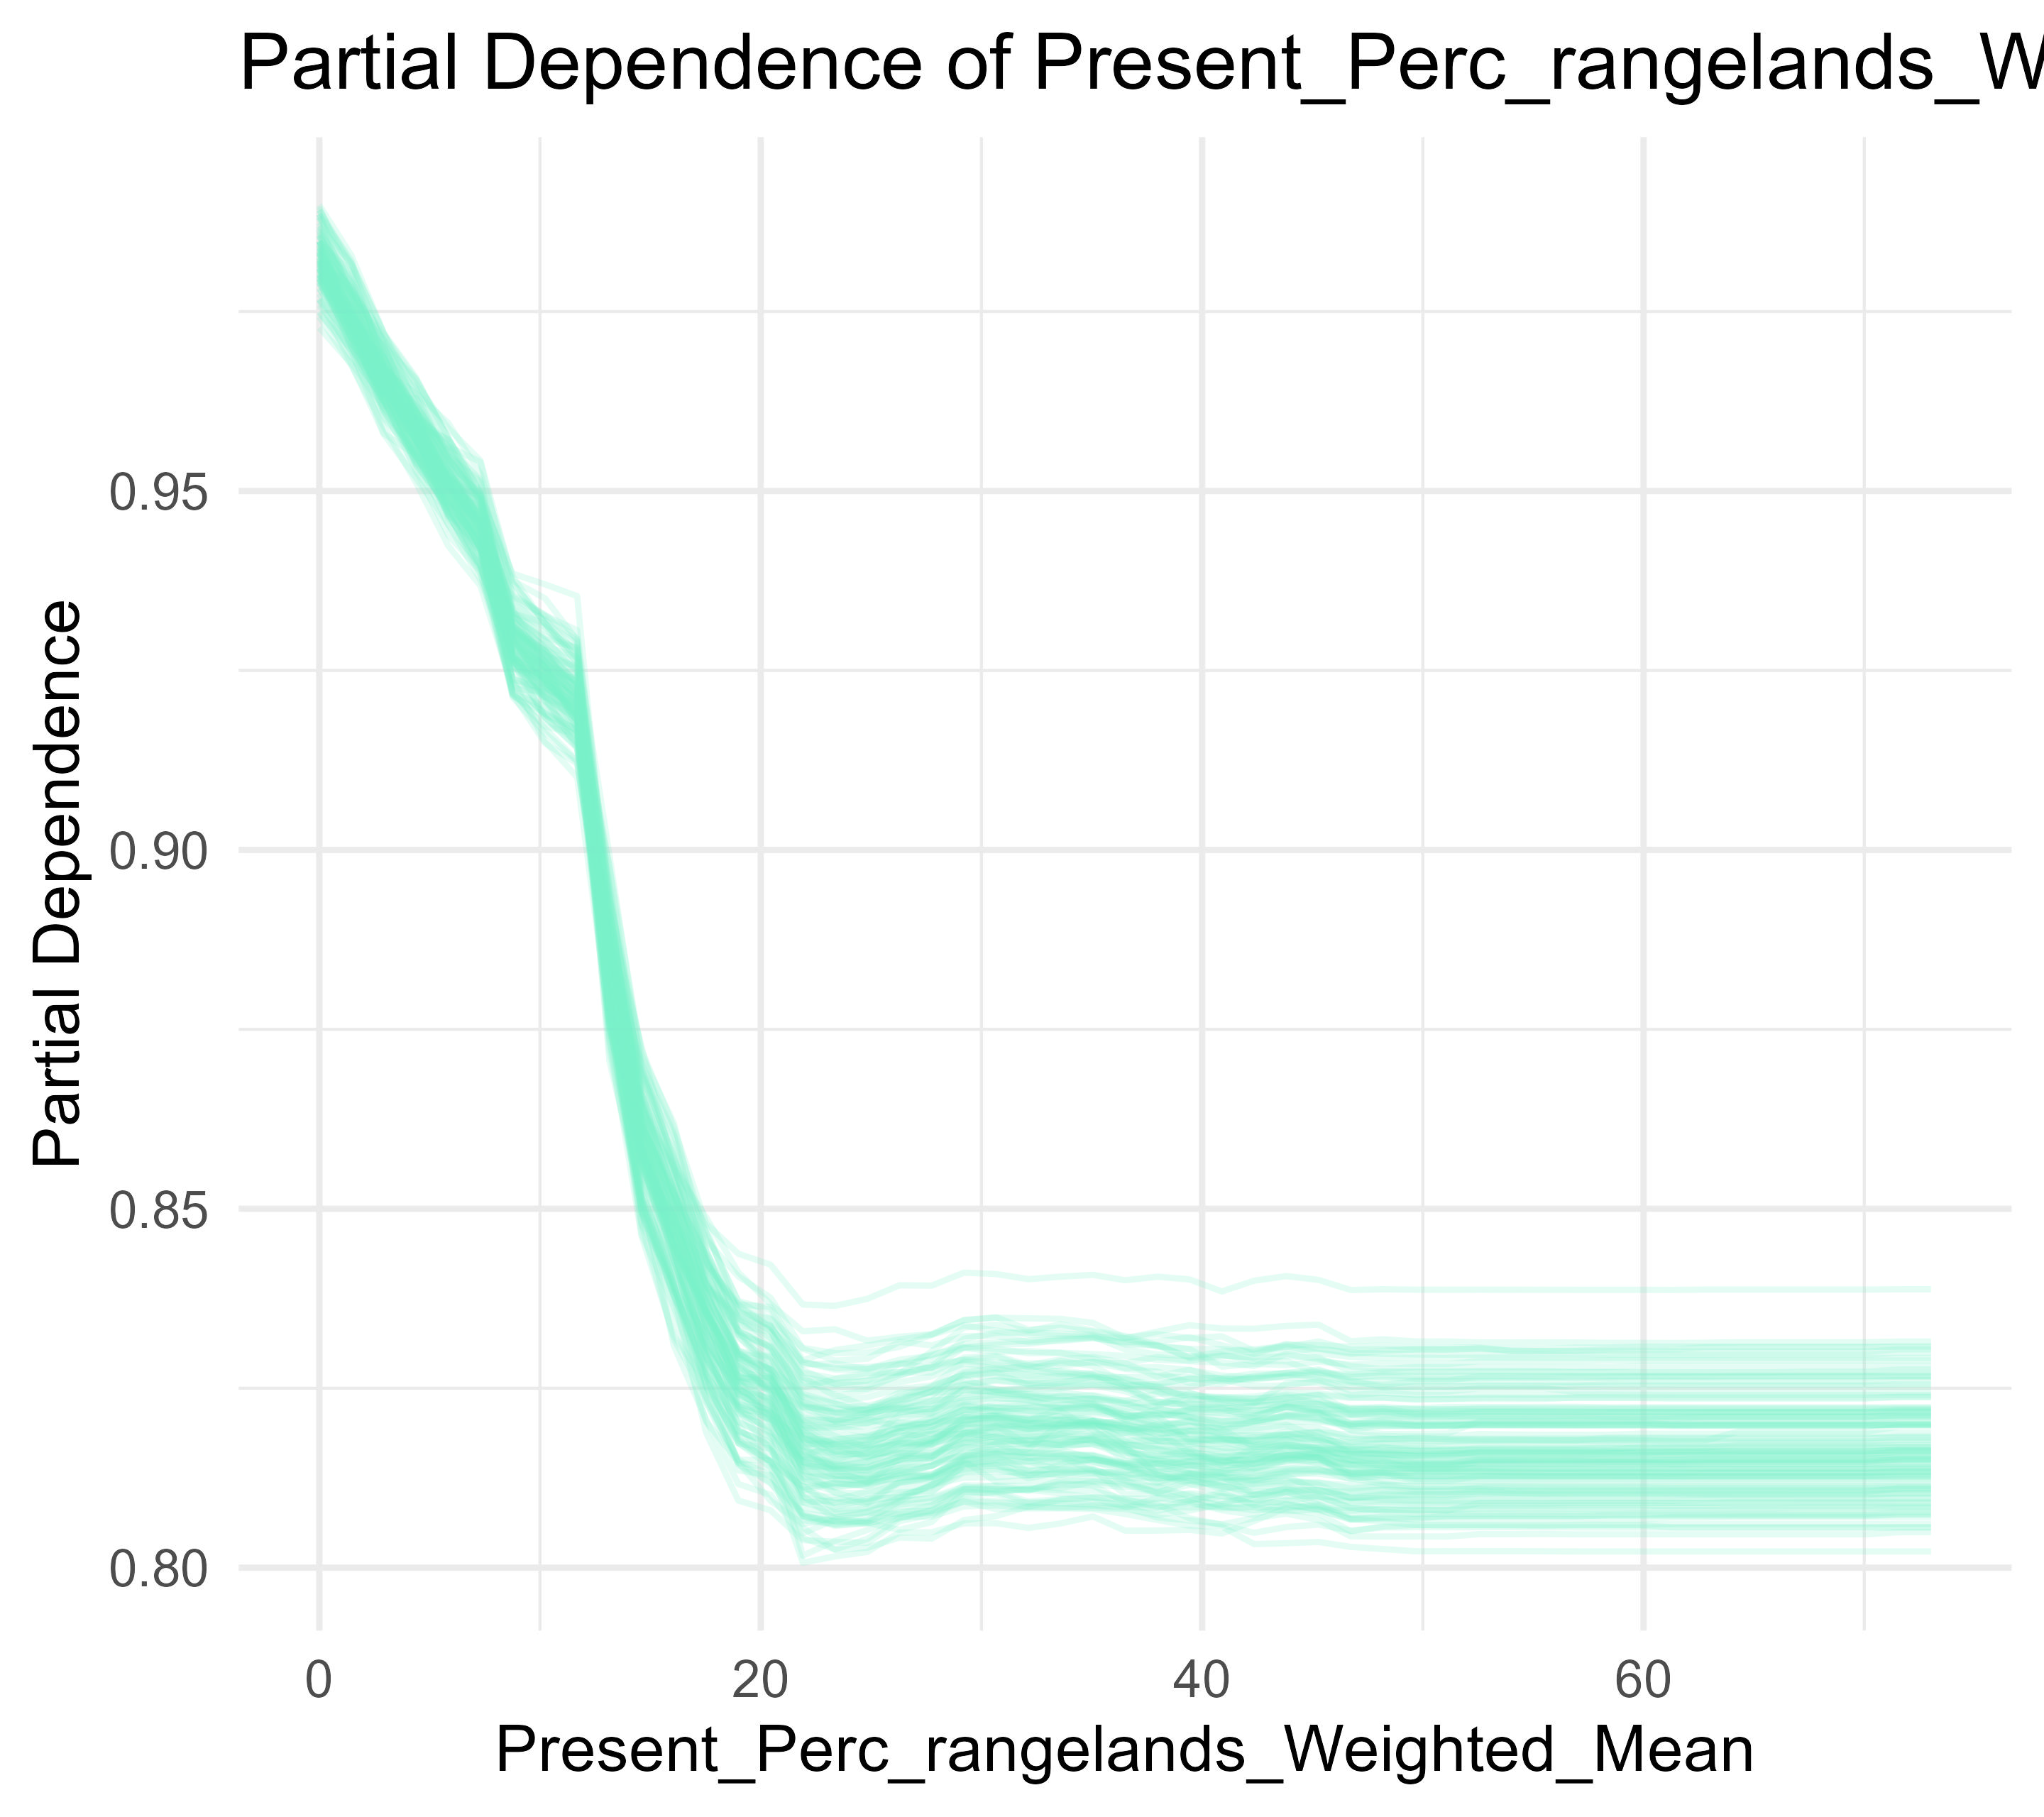 Partial Dependence of Present_Perc_rangelands_W
0.95
0.90
0.85
0.80
Partial Dependence
0 20 40 60
Present_Perc_rangelands_Weighted_Mean